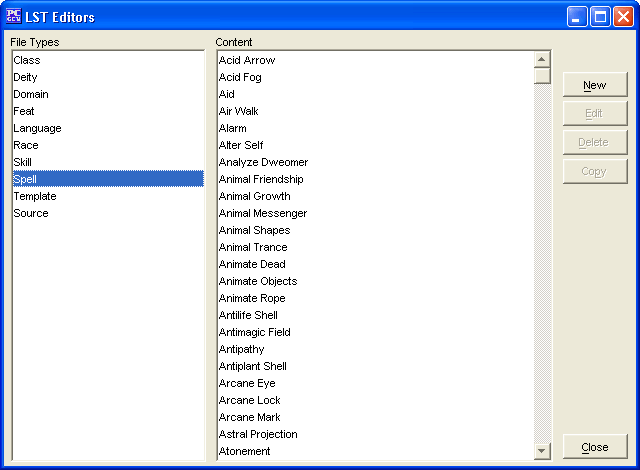 PC GEN LST Editors
File Types
Class
Deity
Domain
Feat
Language
Race
Skill
Spell
Template
Source
Content
Acid Arrow
Acid Fog
Aid
Air Walk
Alarm
Alter Self
Analyze Dweomer
Animal Friendship
Animal Growth
Animal Messenger
Animal Shapes
Animal Trance
Animate Dead
Animate Objects
Animate Rope
Antilife Shell
Antimagic Field
Antipathy
Antiplant Shell
Arcane Eye
Arcane Lock
Arcane Mark
Astral Projection
Atonement
New
Edit
Delete
Copy
Close